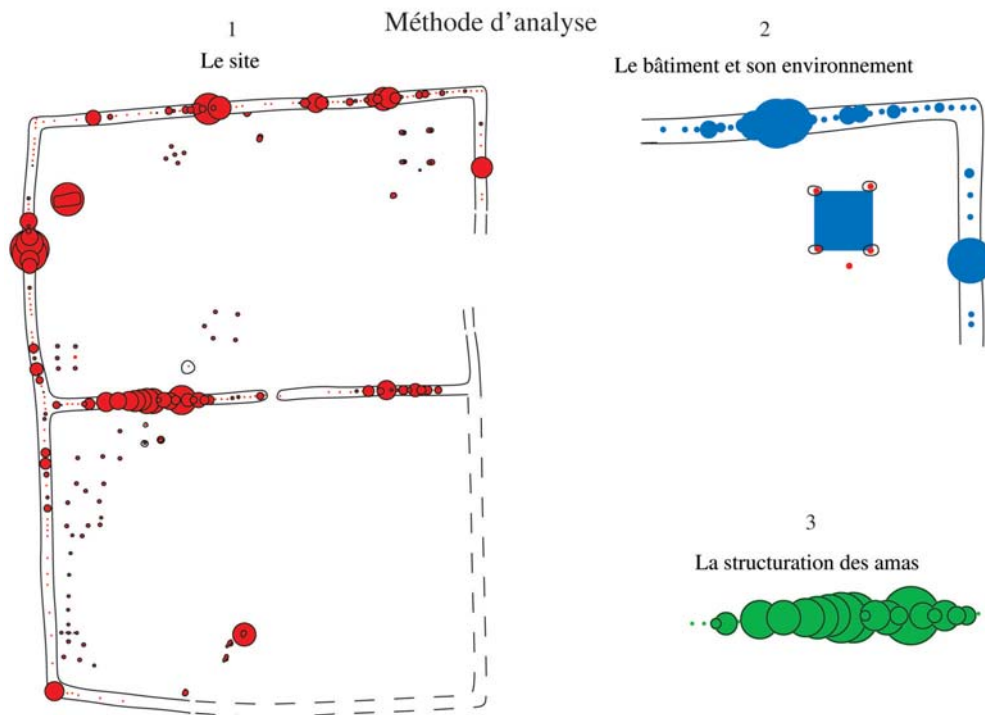 Méthode d'analyse
1
Le site
2
Le bâtiment et son environnement
3
La structuration des amas